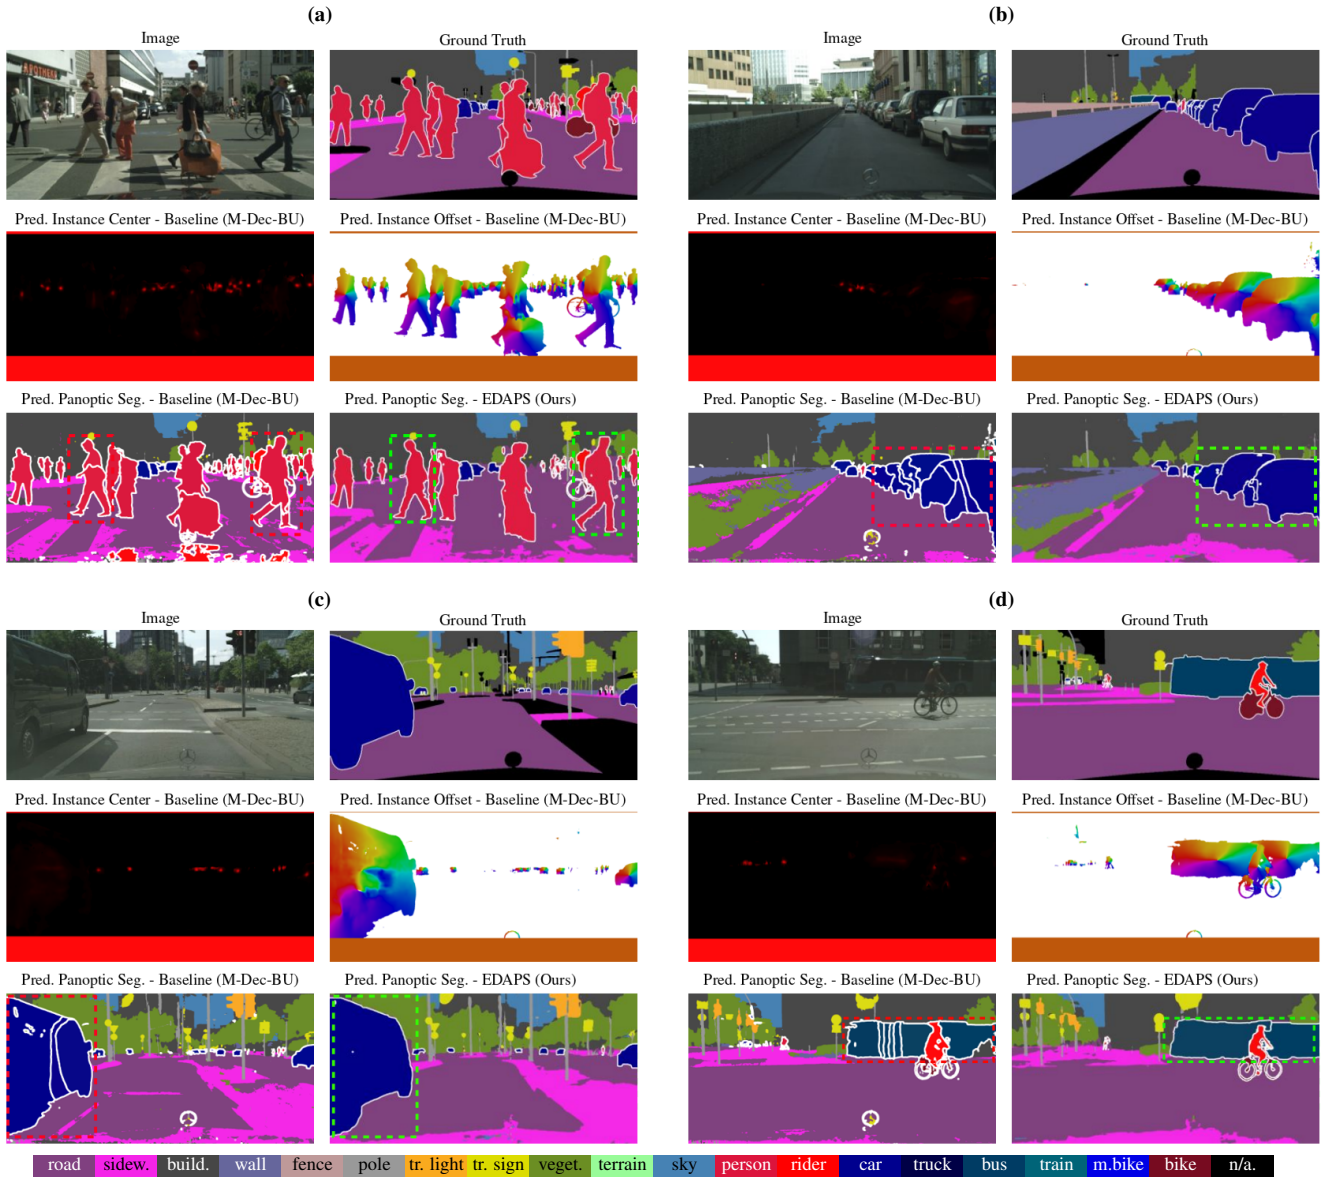 (a)
Image
Ground Truth
APOTHEKE
Pred. Instance Center - Baseline (M-Dec-BU)
Pred. Instance Offset - Baseline (M-Dec-BU)
Pred. Panoptic Seg. - Baseline (M-Dec-BU)
Pred. Panoptic Seg. - EDAPS (Ours)
(b)
Image
Ground Truth
Pred. Instance Center - Baseline (M-Dec-BU)
Pred. Instance Offset - Baseline (M-Dec-BU)
Pred. Panoptic Seg. - Baseline (M-Dec-BU)
Pred. Panoptic Seg. - EDAPS (Ours)
(c)
Image
Ground Truth
Pred. Instance Center - Baseline (M-Dec-BU)
Pred. Instance Offset - Baseline (M-Dec-BU)
Pred. Panoptic Seg. - Baseline (M-Dec-BU)
Pred. Panoptic Seg. - EDAPS (Ours)
(d)
Image
Ground Truth
Pred. Instance Center - Baseline (M-Dec-BU)
Pred. Instance Offset - Baseline (M-Dec-BU)
Pred. Panoptic Seg. - Baseline (M-Dec-BU)
Pred. Panoptic Seg. - EDAPS (Ours)
road sidew. build. wall fence pole tr. light tr. sign veget. terrain sky person rider car truck bus train m.bike bike n/a.